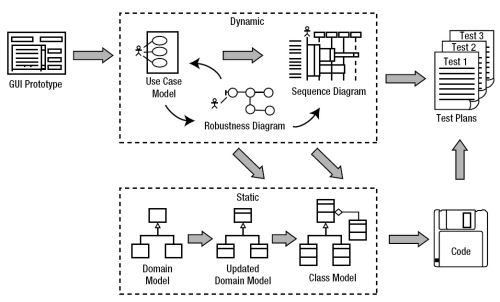 Dynamic
GUI Prototype
Use Case
Model
Sequence Diagram
Robustness Diagram
Test 3
Test 2
Test 1
Test Plans
Static
Domain
Model
Updated
Domain Model
Class Model
Code